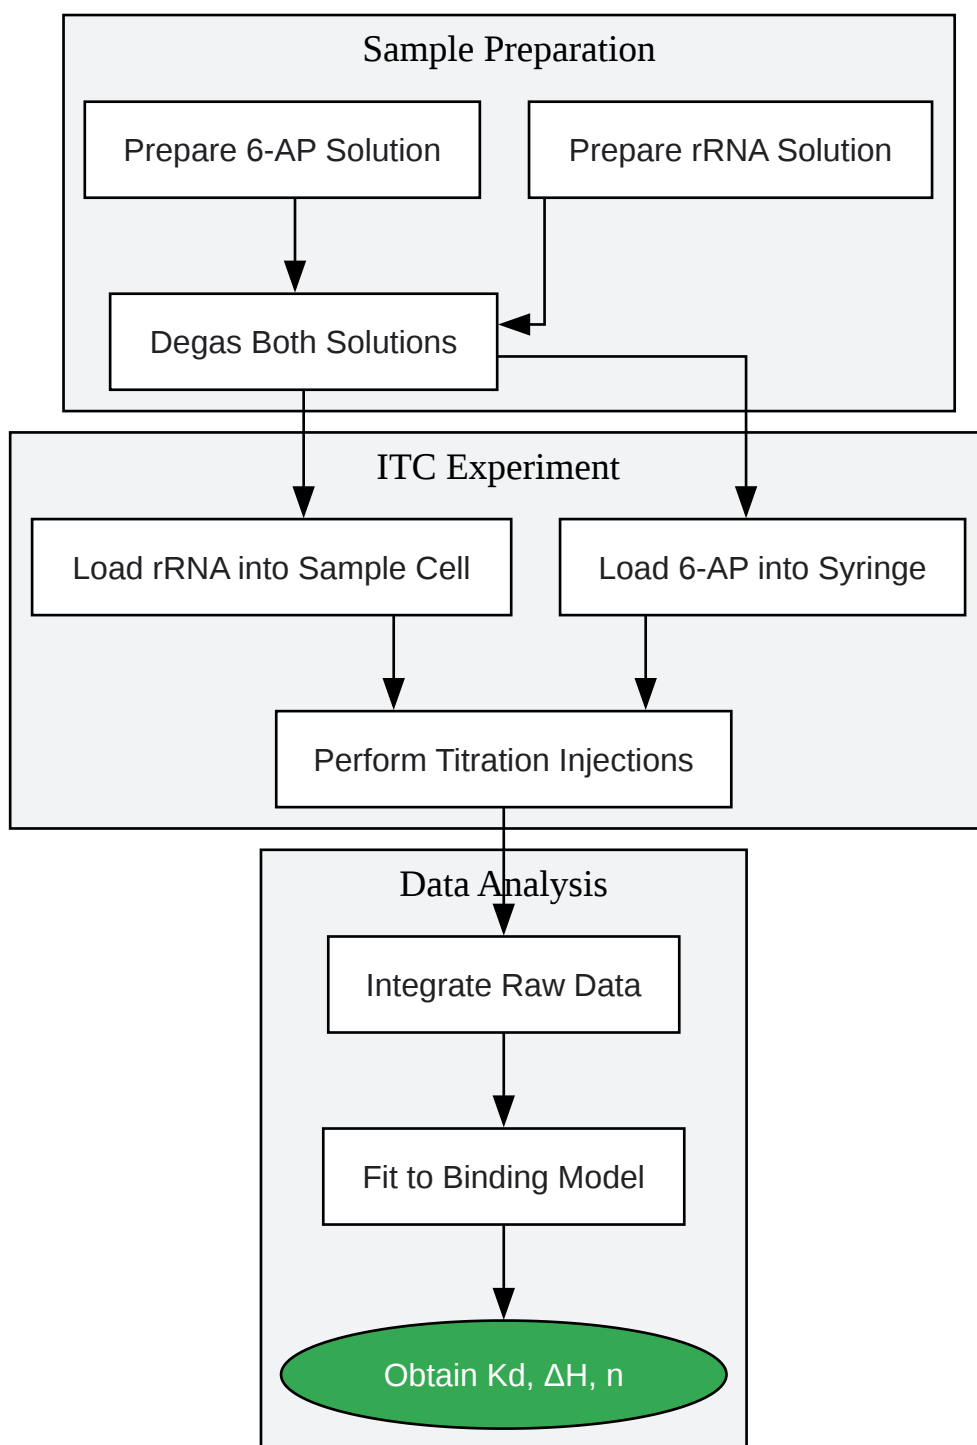 Sample Preparation
Prepare 6-AP Solution
Prepare rRNA Solution
Degas Both Solutions
ITC Experiment
Load rRNA into Sample Cell
Load 6-AP into Syringe
Perform Titration Injections
Data Analysis
Integrate Raw Data
Fit to Binding Model
Obtain Kd, ΔH, n